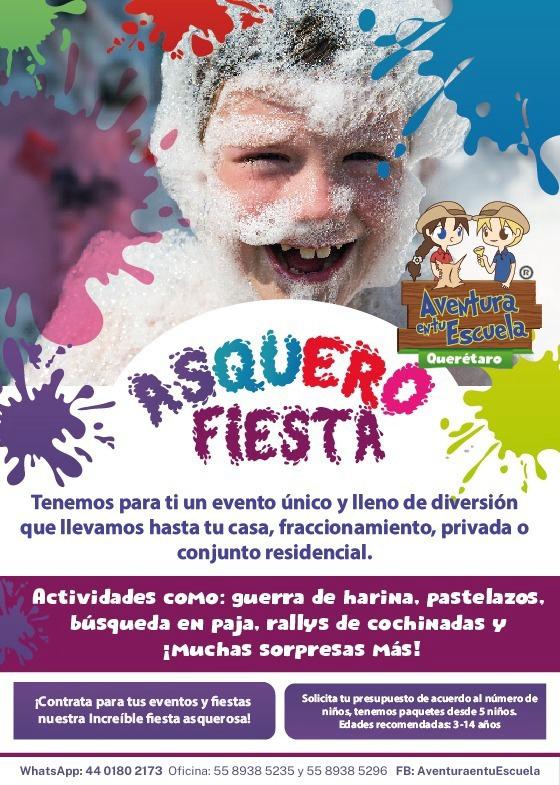 Aventura
en tu Escuela
®
Querétaro
ASQUERO
FIESTA
Tenemos para ti un evento único y lleno de diversión
que llevamos hasta tu casa, fraccionamiento, privada o
conjunto residencial.
Actividades como: guerra de harina, pastelazos,
búsqueda en paja, rallys de cochinadas y
¡muchas sorpresas más!
¡Contrata para tus eventos y fiestas
nuestra Increíble fiesta asquerosa!
Solicita tu presupuesto de acuerdo al número de
niños, tenemos paquetes desde 5 niños.
Edades recomendadas: 3-14 años
WhatsApp: 44 0180 2173 Oficina: 55 8938 5235 y 55 8938 5296 FB: AventuraentuEscuela